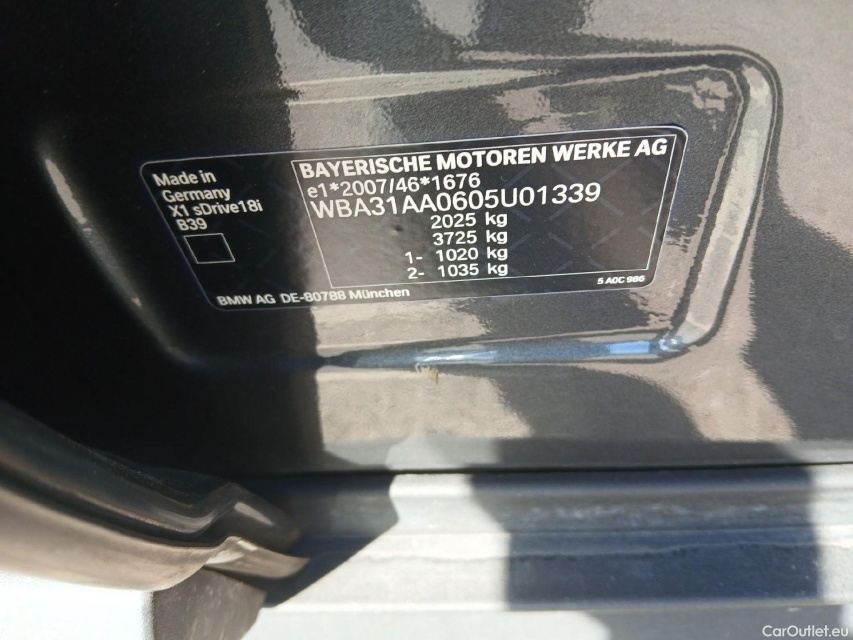 Made in
Germany
X1 sDrive18i
B39
BAYERISCHE MOTOREN WERKE AG
e1*2007/46*1676
WBA31AA0605U01339
2025 kg
3725 kg
1- 1020 kg
2- 1035 kg
BMW AG DE-80788 München
5 A0C 986
CarOutlet.eu